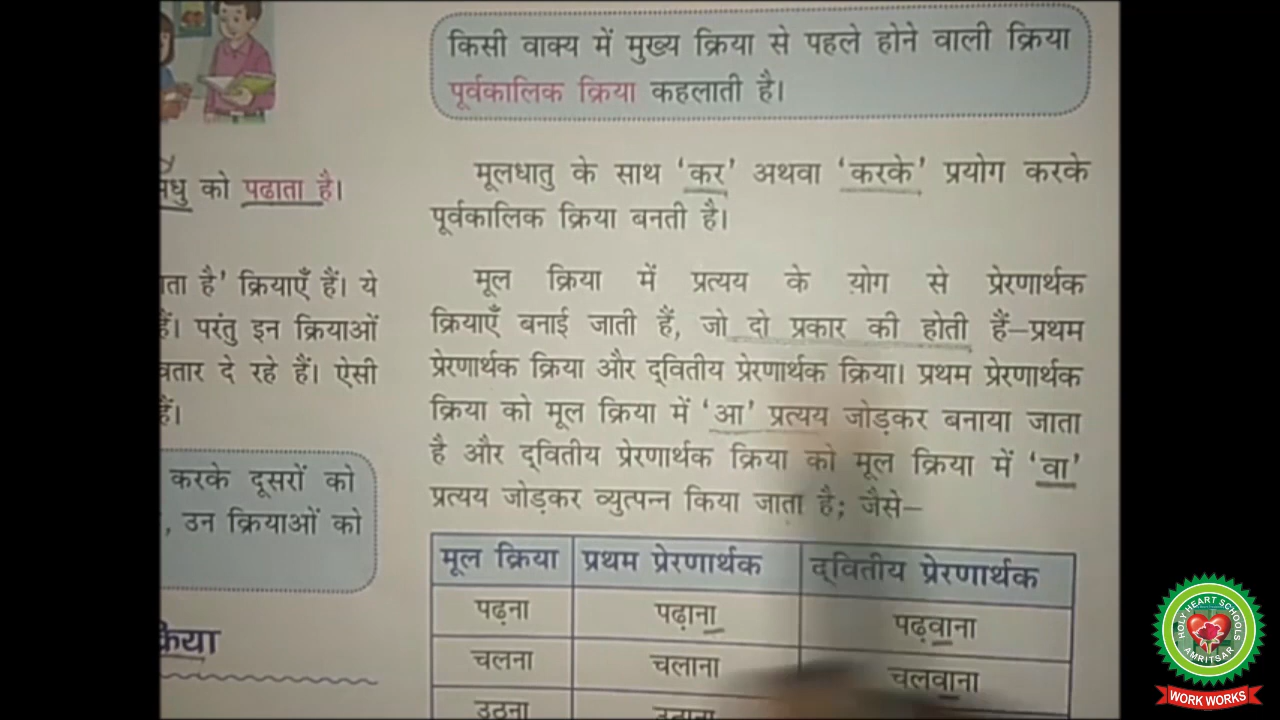 किसी वाक्य में मुख्य क्रिया से पहले होने वाली क्रिया
पूर्वकालिक क्रिया कहलाती है।
मूलधातु के साथ ‘कर’ अथवा ‘करके’ प्रयोग करके
पूर्वकालिक क्रिया बनती है।
मूल क्रिया में प्रत्यय के योग से प्रेरणार्थक
क्रियाएँ बनाई जाती हैं, जो दो प्रकार की होती हैं–प्रथम
प्रेरणार्थक क्रिया और द्वितीय प्रेरणार्थक क्रिया। प्रथम प्रेरणार्थक
क्रिया को मूल क्रिया में ‘आ’ प्रत्यय जोड़कर बनाया जाता
है और द्वितीय प्रेरणार्थक क्रिया को मूल क्रिया में ‘वा’
प्रत्यय जोड़कर व्युत्पन्न किया जाता है; जैसे–
मूल क्रिया प्रथम प्रेरणार्थक द्वितीय प्रेरणार्थक
पढ़ना पढ़ाना पढ़वाना
चलना चलाना चलवाना
को पढाता है।
है’ क्रियाएँ हैं। ये
परंतु इन क्रियाओं
दे रहे हैं। ऐसी
करके दूसरों को
, उन क्रियाओं को
HOLY HEART SCHOOLS
AMRITSAR
WORK WORKS